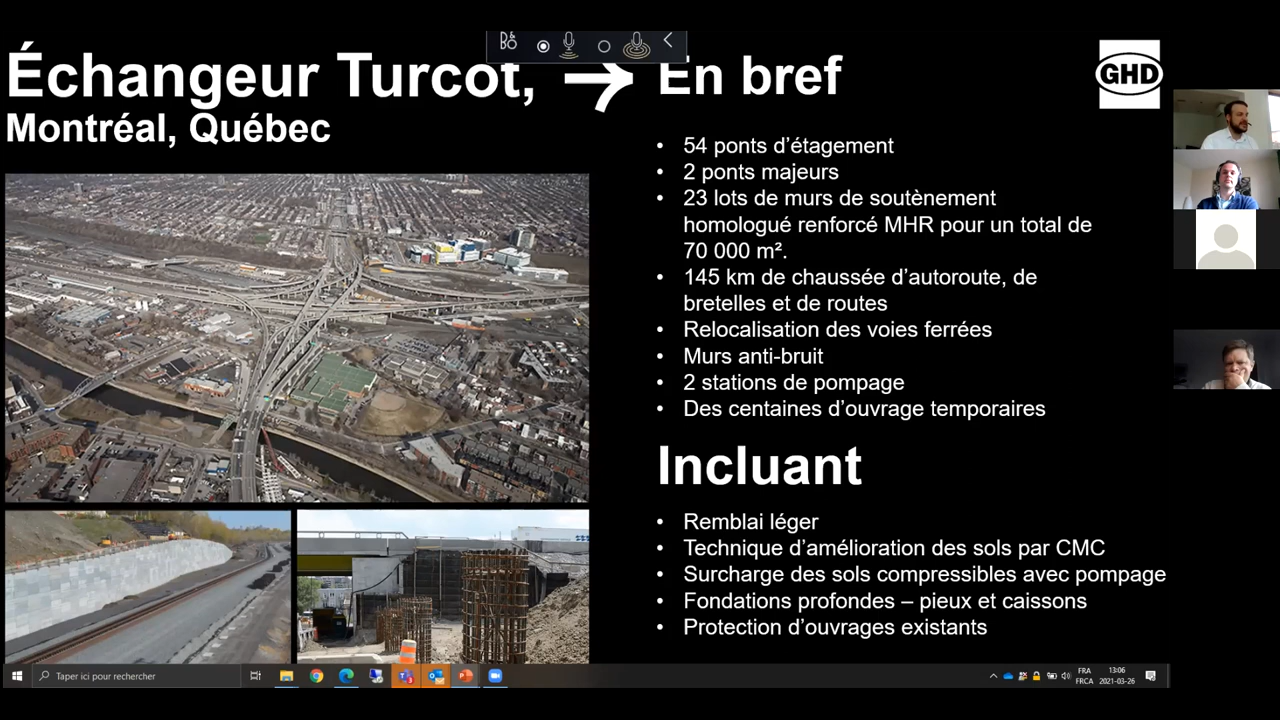 B&O
Échangeur Turcot,
Montréal, Québec
En bref
GHD
• 54 ponts d’étagement
• 2 ponts majeurs
• 23 lots de murs de soutènement
homologué renforcé MHR pour un total de
70 000 m².
• 145 km de chaussée d’autoroute, de
bretelles et de routes
• Relocalisation des voies ferrées
• Murs anti-bruit
• 2 stations de pompage
• Des centaines d’ouvrage temporaires
Incluant
• Remblai léger
• Technique d’amélioration des sols par CMC
• Surcharge des sols compressibles avec pompage
• Fondations profondes – pieux et caissons
• Protection d’ouvrages existants
Taper ici pour rechercher
FRA
FRCA
13:06
2021-03-26